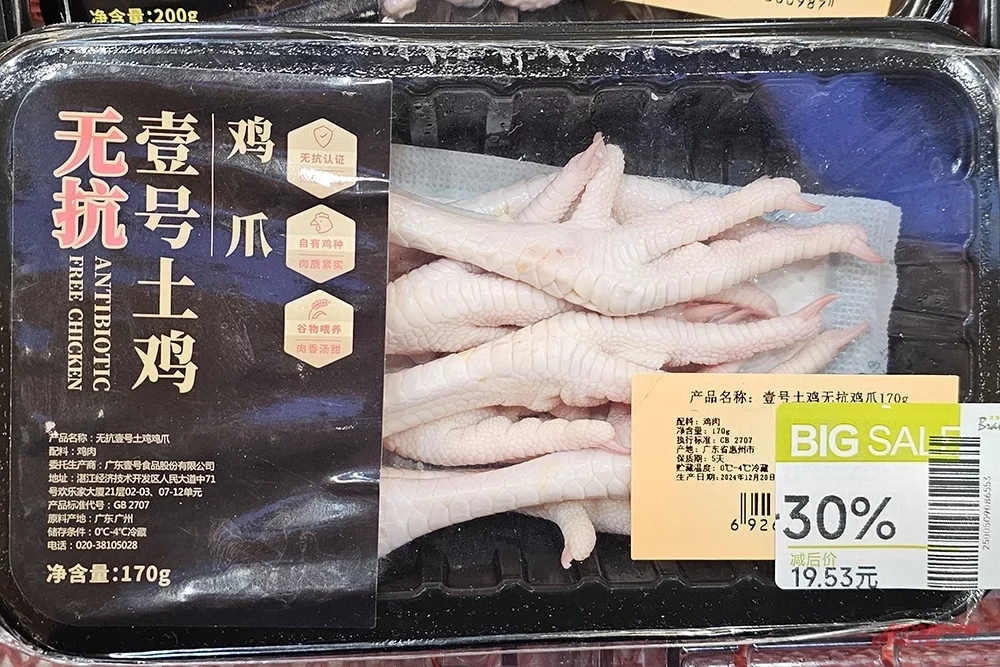 净含量:200g
无抗
壹号土鸡
鸡爪
ANTIBIOTIC
FREE CHICKEN
无抗认证
自有鸡种
肉质紧实
谷物喂养
肉香汤甜
产品名称：无抗壹号土鸡鸡爪
配料：鸡肉
委托生产商：广东壹号食品股份有限公司
地址：湛江经济技术开发区人民大道中71
号欢乐家大厦21层02-03、07-12单元
产品标准代号：GB 2707
原料产地：广东广州
储存条件：0℃-4℃冷藏
电话：020-38105028
净含量:170g
产品名称：壹号土鸡无抗鸡爪170g
配料：鸡肉
净含量：170g
执行标准：GB 2707
产地：广东省惠州市
保质期：5天
贮藏温度：0℃-4℃冷藏
生产日期:2024年12月20日
6 926
BIG SALE
-30%
减后价
19.53元
2500509086553